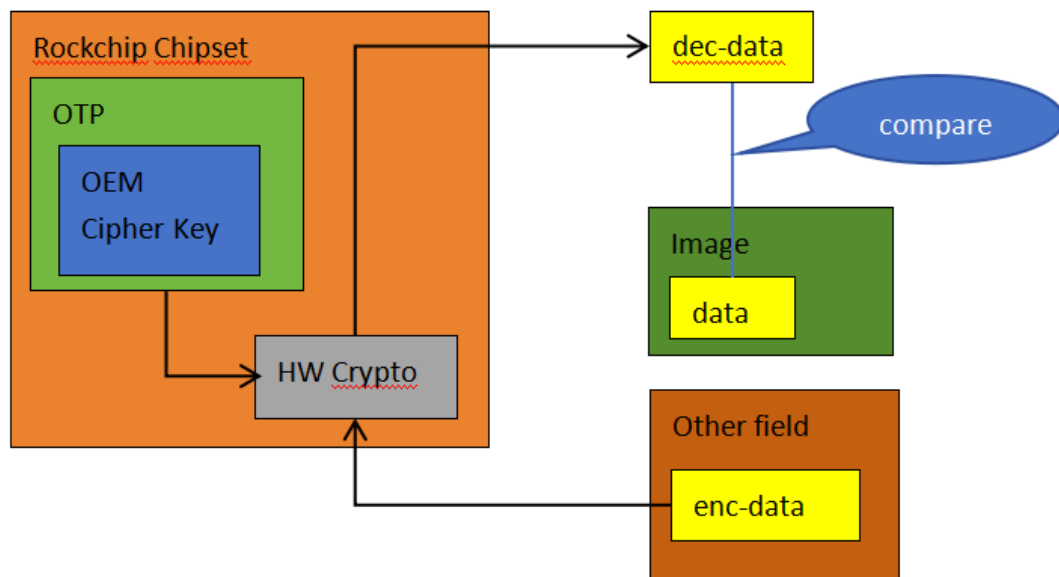 Rockchip Chipset
OTP
OEM
Cipher Key
HW Crypto
dec-data
compare
Image
data
Other field
enc-data